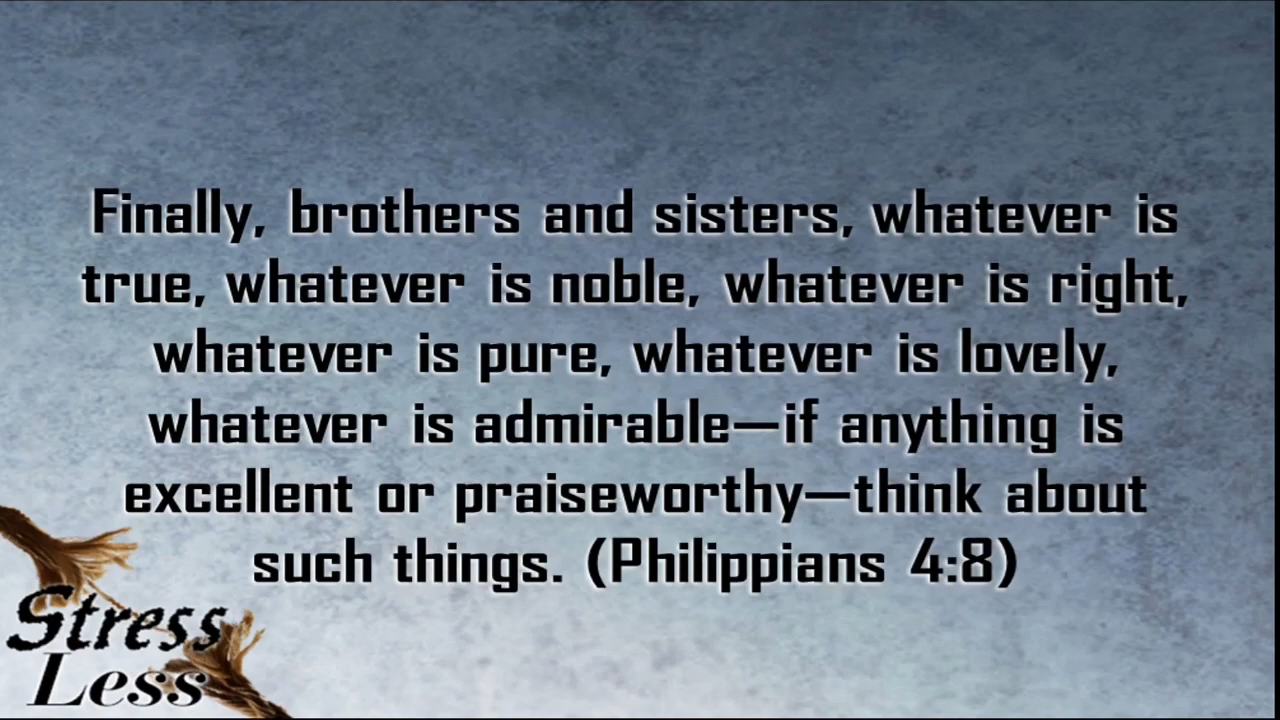 Finally, brothers and sisters, whatever is
true, whatever is noble, whatever is right,
whatever is pure, whatever is lovely,
whatever is admirable—if anything is
excellent or praiseworthy—think about
such things. (Philippians 4:8)
Stress
Less